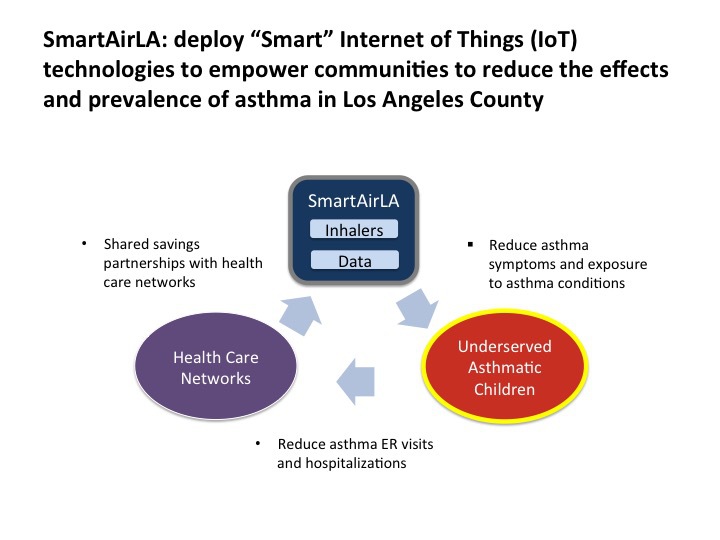 SmartAirLA: deploy “Smart” Internet of Things (IoT)
technologies to empower communities to reduce the effects
and prevalence of asthma in Los Angeles County
SmartAirLA
Inhalers
Data
• Shared savings
partnerships with health
care networks
▪ Reduce asthma
symptoms and exposure
to asthma conditions
Health Care
Networks
Underserved
Asthmatic
Children
• Reduce asthma ER visits
and hospitalizations